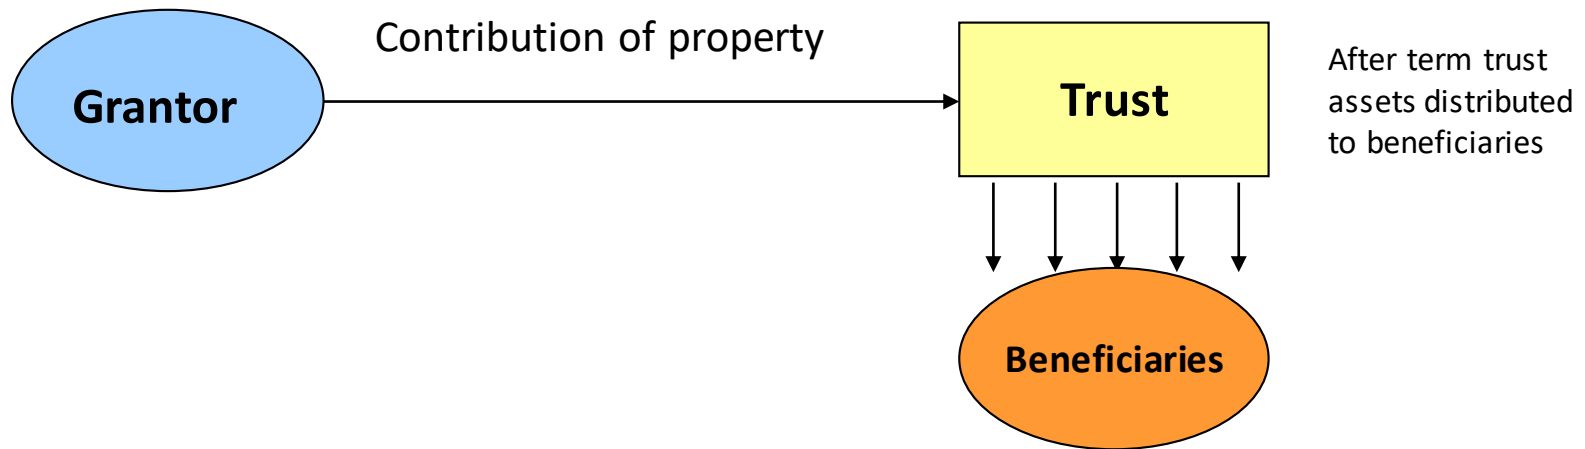 Contribution of property
Grantor
Trust
After term trust
assets distributed
to beneficiaries
Beneficiaries